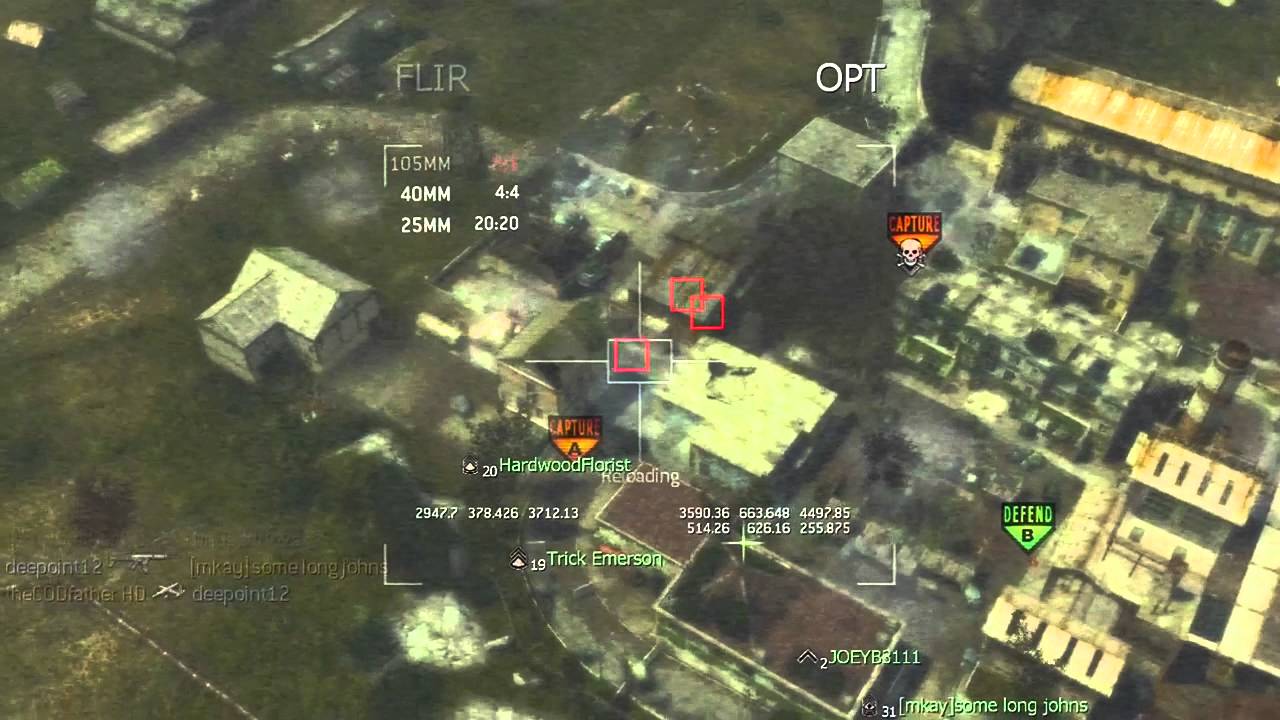 FLIR OPT
105MM
40MM 4:4
25MM 20:20
CAPTURE
CAPTURE
A
20 HardwoodFlorist
Reloading
2947.7 378.426 3712.13
3590.36 663.648 4497.85
514.26 626.16 255.875
DEFEND
B
19 Trick Emerson
deepoint12 [mkay]some long johns
theGODfather HD deepoint12
2 JOEYB3111
31 [mkay]some long johns